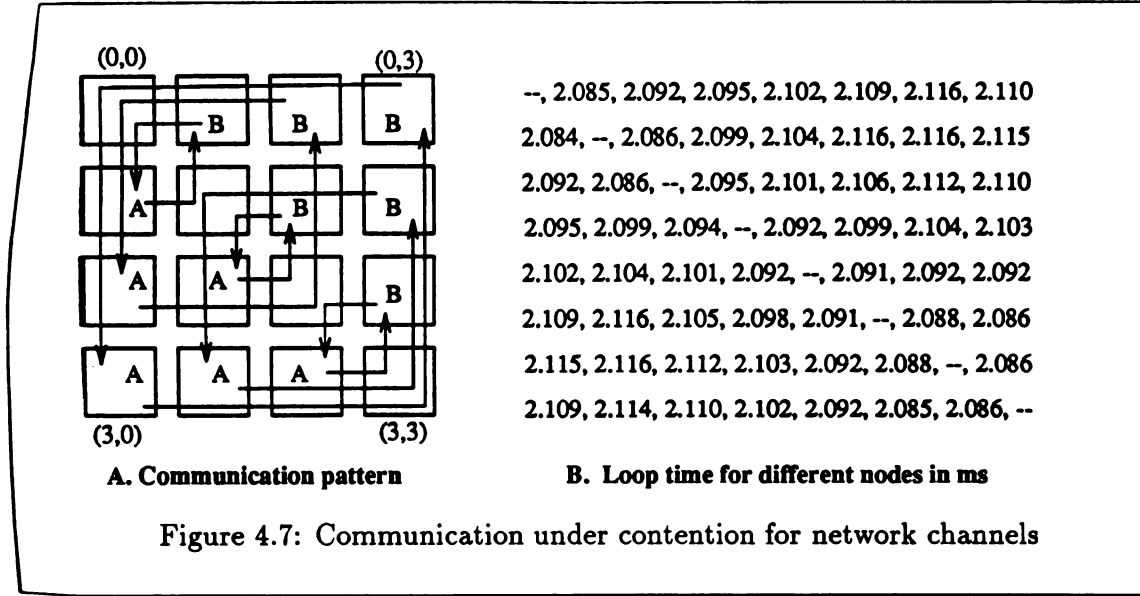 (0,0) (0,3)
B B B
A B B
A A B
A A A
(3,0) (3,3)
A. Communication pattern
--, 2.085, 2.092, 2.095, 2.102, 2.109, 2.116, 2.110
2.084, --, 2.086, 2.099, 2.104, 2.116, 2.116, 2.115
2.092, 2.086, --, 2.095, 2.101, 2.106, 2.112, 2.110
2.095, 2.099, 2.094, --, 2.092, 2.099, 2.104, 2.103
2.102, 2.104, 2.101, 2.092, --, 2.091, 2.092, 2.092
2.109, 2.116, 2.105, 2.098, 2.091, --, 2.088, 2.086
2.115, 2.116, 2.112, 2.103, 2.092, 2.088, --, 2.086
2.109, 2.114, 2.110, 2.102, 2.092, 2.085, 2.086, --
B. Loop time for different nodes in ms
Figure 4.7: Communication under contention for network channels